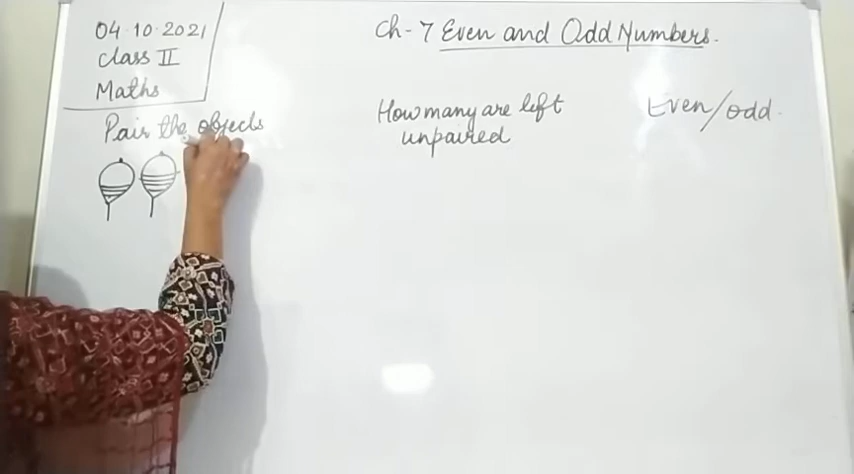 04.10.2021
Class II
Maths
Ch-7 Even and Odd Numbers.
Pair the objects
How many are left
unpaired
Even/odd.